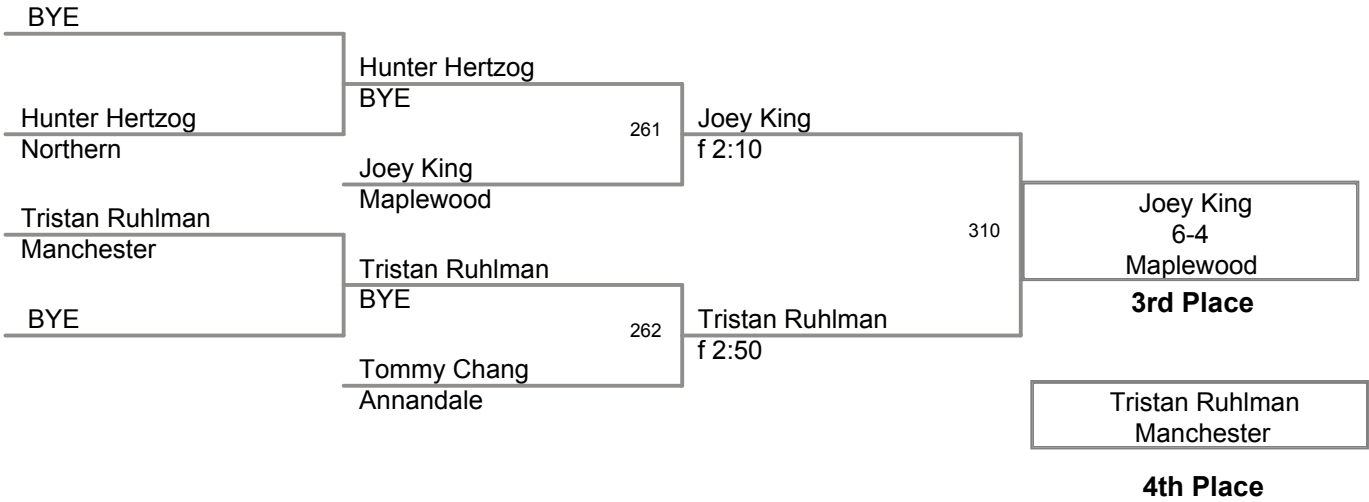 BYE
Hunter Hertzog
Northern
Tristan Ruhlman
Manchester
BYE
Hunter Hertzog
BYE
261
Joey King
Maplewood
Tristan Ruhlman
BYE
262
Tommy Chang
Annandale
Joey King
f 2:10
310
Tristan Ruhlman
f 2:50
Joey King
6-4
Maplewood
3rd Place
Tristan Ruhlman
Manchester
4th Place